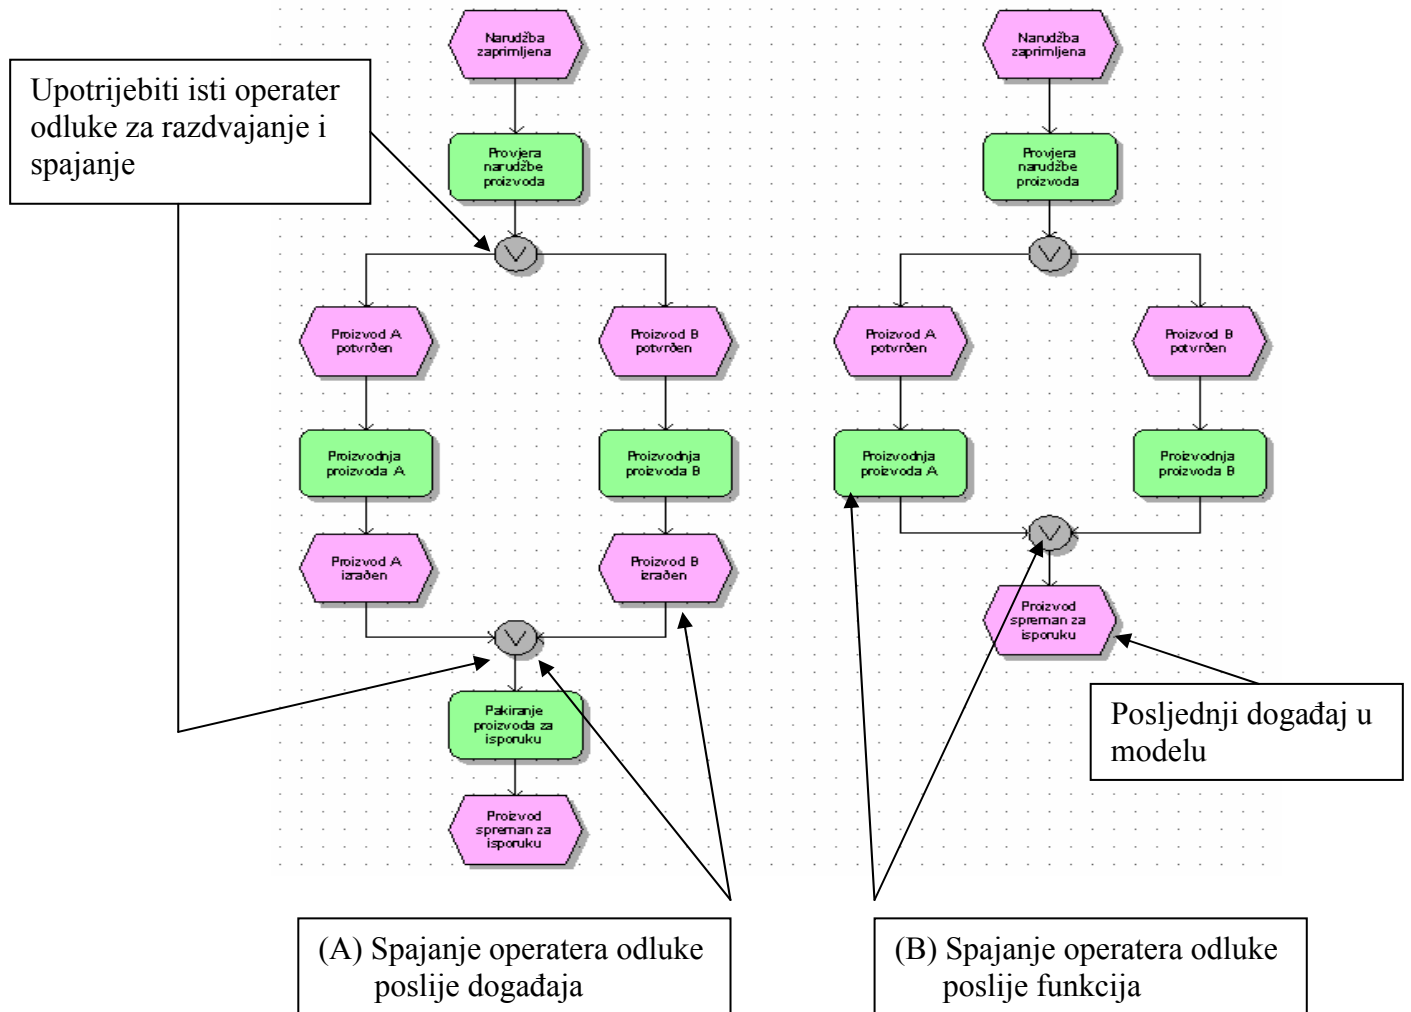 Narudžba
zaprimljena
Narudžba
zaprimljena
Upotrijebiti isti operater
odluke za razdvajanje i
spajanje
Provjera
narudžbe
proizvoda
Provjera
narudžbe
proizvoda
Proizvod A
potvrđen
Proizvod B
potvrđen
Proizvod A
potvrđen
Proizvod B
potvrđen
Proizvodnja
proizvoda A
Proizvodnja
proizvoda B
Proizvodnja
proizvoda A
Proizvodnja
proizvoda B
Proizvod A
izrađen
Proizvod B
izrađen
Proizvod
spreman za
isporuku
Pakiranje
proizvoda za
isporuku
Posljednji događaj u
modelu
Proizvod
spreman za
isporuku
(A) Spajanje operatera odluke
poslije događaja
(B) Spajanje operatera odluke
poslije funkcija